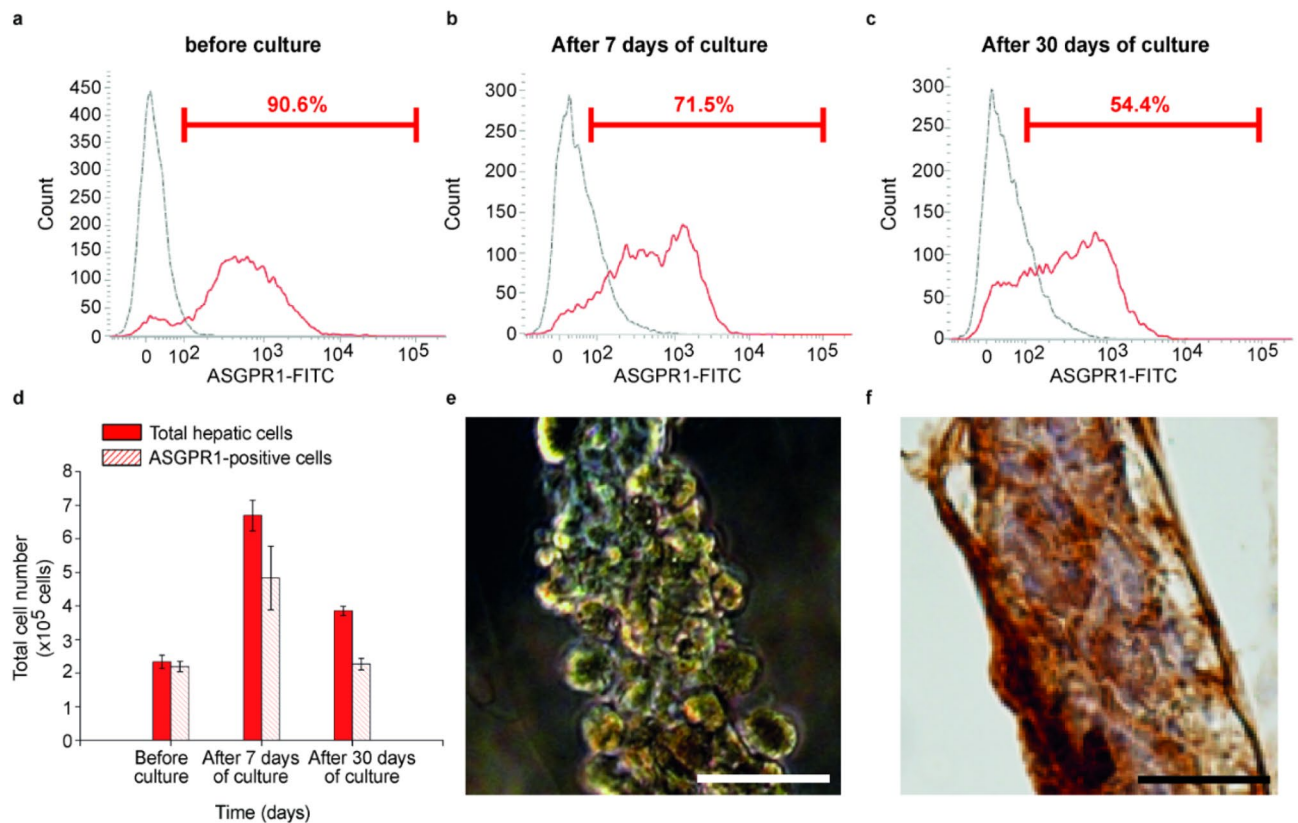 a
before culture
450
400
350
300
250
200
150
100
50
0
Count
90.6%
0 10² 10³ 10⁴ 10⁵
ASGPR1-FITC
b
After 7 days of culture
300
250
200
150
100
50
0
Count
71.5%
0 10² 10³ 10⁴ 10⁵
ASGPR1-FITC
c
After 30 days of culture
300
250
200
150
100
50
0
Count
54.4%
0 10² 10³ 10⁴ 10⁵
ASGPR1-FITC
d
Total hepatic cells
ASGPR1-positive cells
8
7
6
5
4
3
2
1
0
Total cell number
(x10⁵ cells)
Before
culture
After 7 days
of culture
After 30 days
of culture
Time (days)
e
f